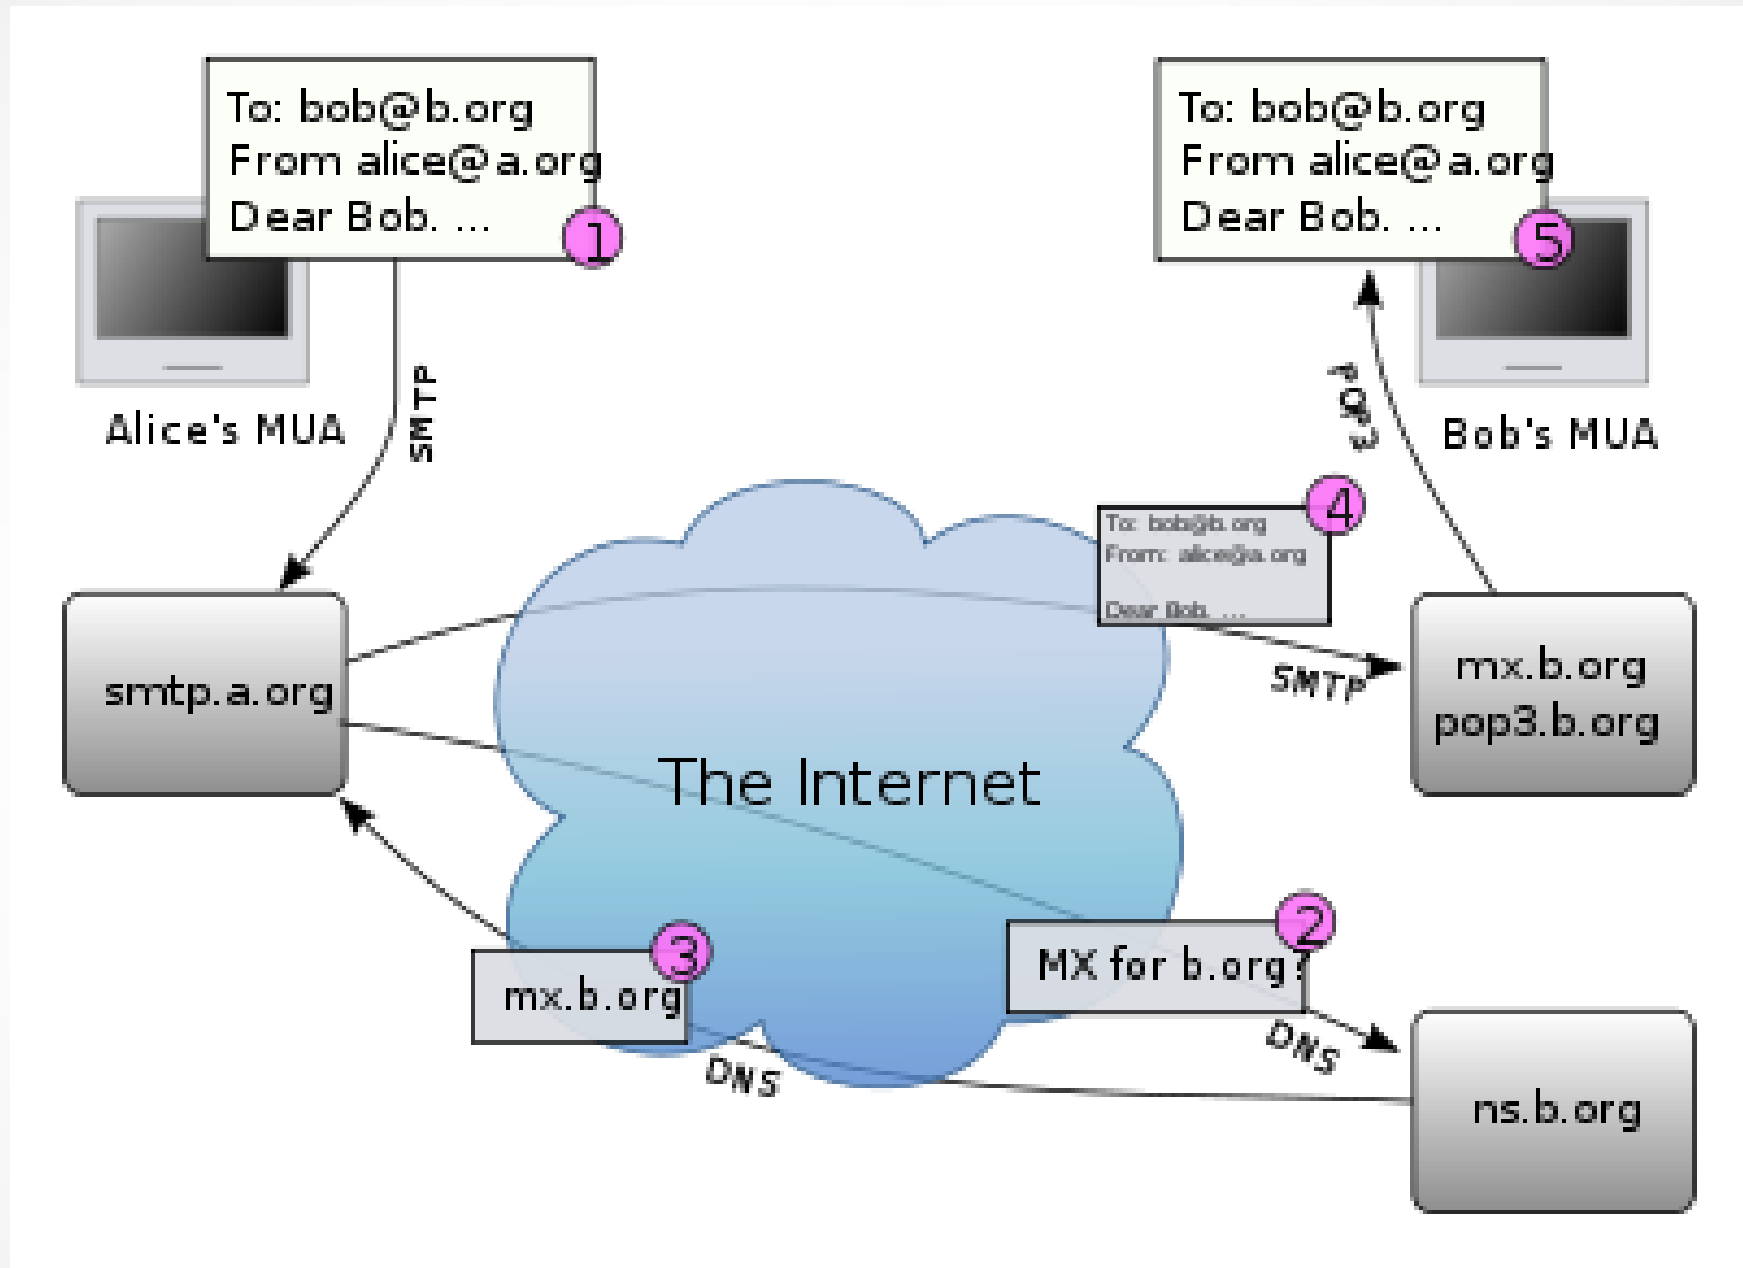 To: bob@b.org
From alice@a.org
Dear Bob. ...
1
Alice's MUA
SMTP
To: bob@b.org
From alice@a.org
Dear Bob. ...
5
Bob's MUA
POP3
To: bob@b.org
From: alice@a.org
Dear Bob. ...
4
SMTP
smtp.a.org
mx.b.org
pop3.b.org
The Internet
MX for b.org?
2
DNS
mx.b.org
3
DNS
ns.b.org